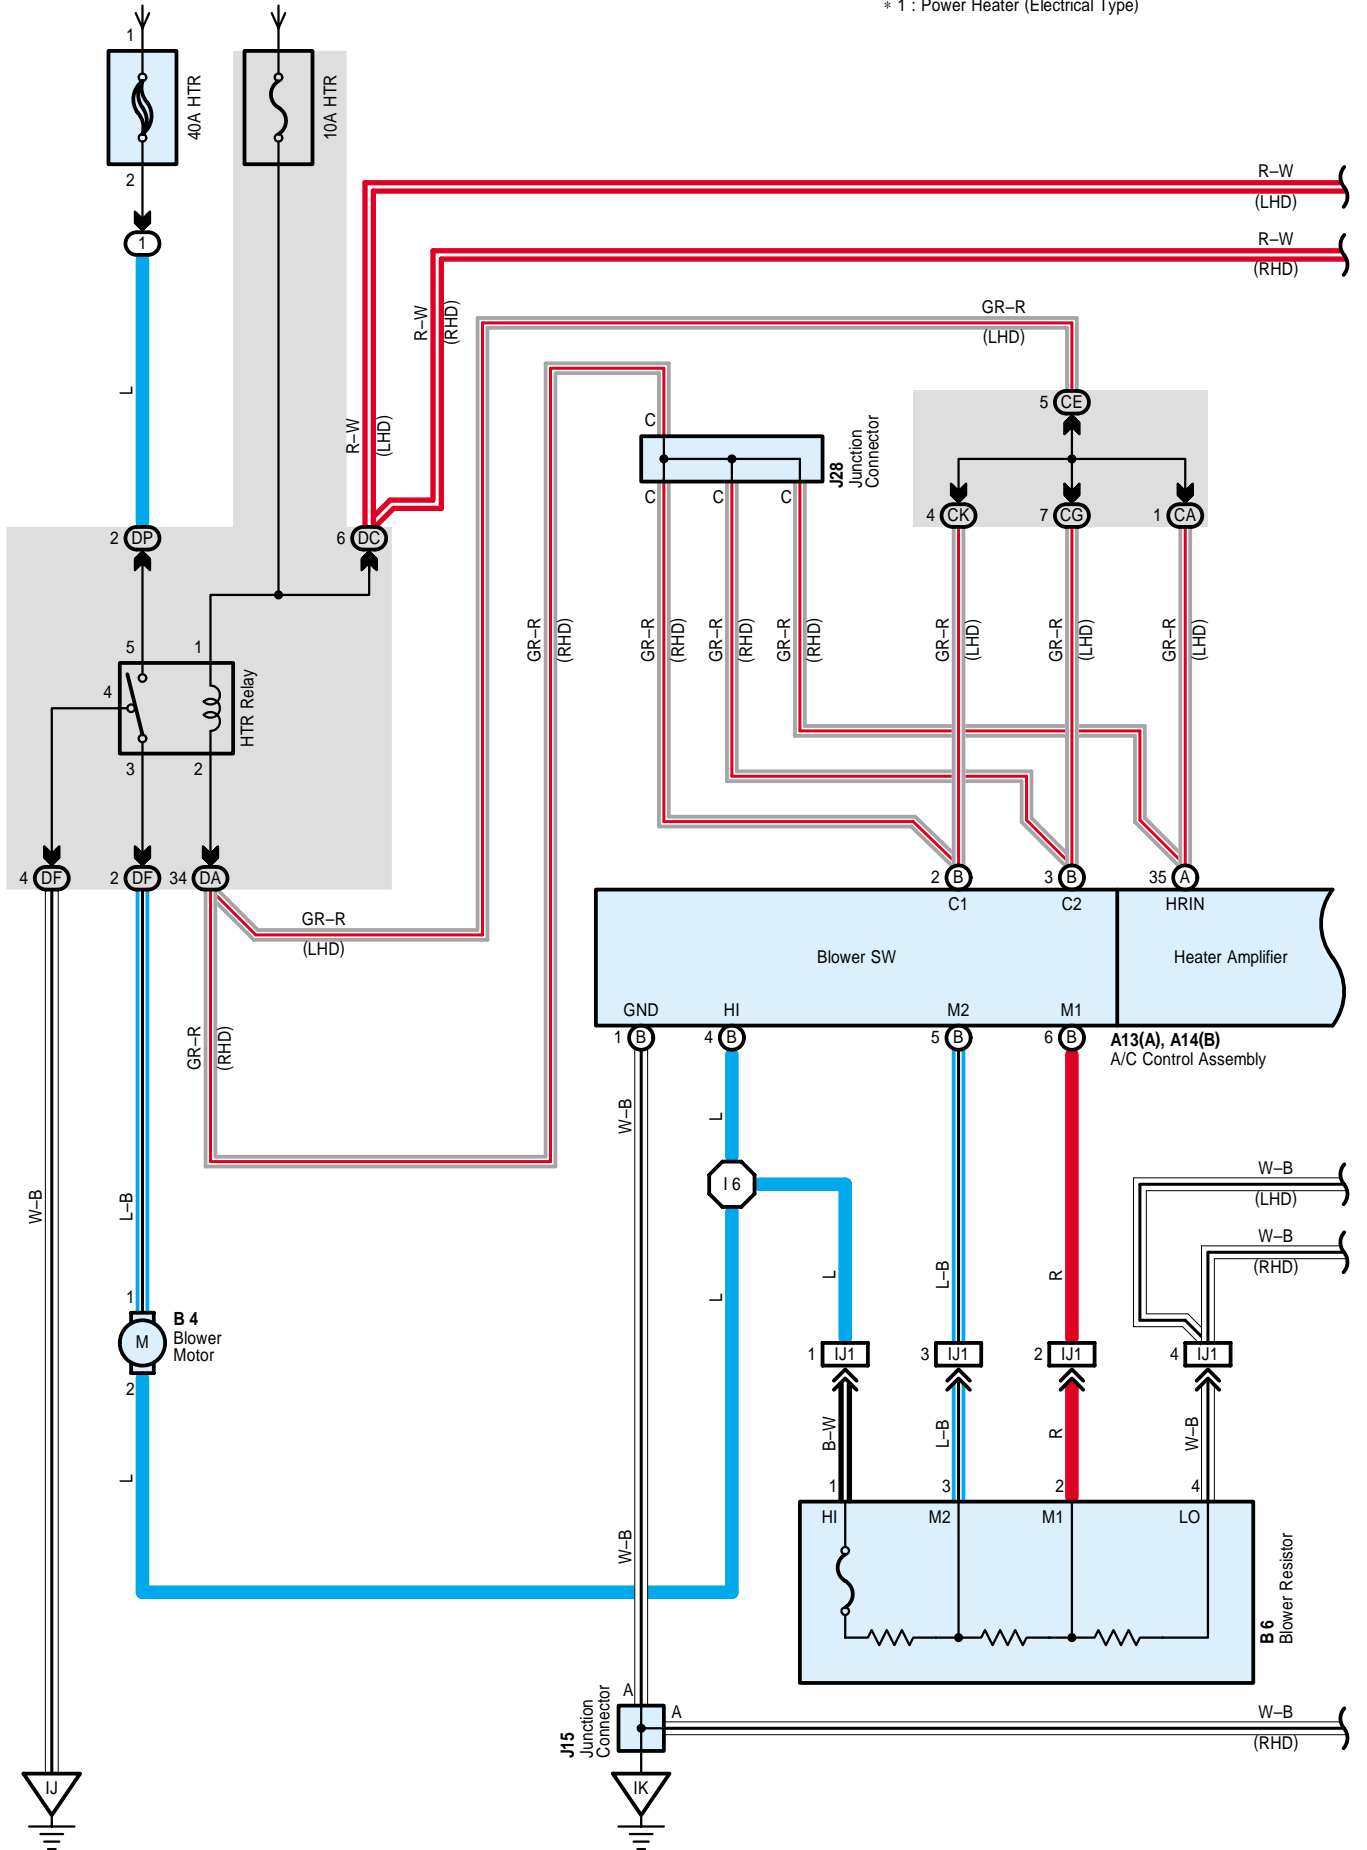 * 1 : Power Heater (Electrical Type)
1
40A HTR
10A HTR
2
1
R–W
(LHD)
R–W
(RHD)
R–W
(RHD)
GR–R
(LHD)
L
R–W
(LHD)
C
J28
Junction
Connector
C
C
C
5 CE
4 CK
7 CG
1 CA
2 DP
6 DC
5
1
4
HTR Relay
3
2
GR–R
(RHD)
GR–R
(RHD)
GR–R
(RHD)
GR–R
(RHD)
GR–R
(LHD)
GR–R
(LHD)
GR–R
(LHD)
4 DF
2 DF
34 DA
GR–R
(LHD)
2 B
3 B
35 A
C1
C2
HRIN
Blower SW
Heater Amplifier
GND
HI
M2
M1
1 B
4 B
5 B
6 B
A13(A), A14(B)
A/C Control Assembly
GR–R
(RHD)
W–B
L
I 6
W–B
L–B
W–B
(LHD)
W–B
(RHD)
L
L
L–B
R
1
B 4
Blower
Motor
M
2
1 IJ1
3 IJ1
2 IJ1
4 IJ1
B–W
L–B
R
W–B
L
W–B
1
3
2
4
HI
M2
M1
LO
B 6
Blower Resistor
A
A
J15
Junction
Connector
W–B
(RHD)
IJ
IK